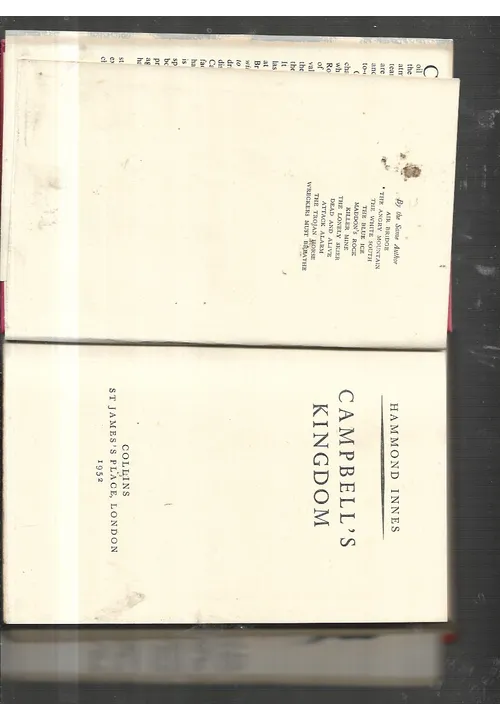 By the Same Author
AIR BRIDGE
THE ANGRY MOUNTAIN
THE WHITE SOUTH
THE BLUE ICE
MADDON'S ROCK
KILLER MINE
THE LONELY SKIER
DEAD AND ALIVE
ATTACK ALARM
THE TROJAN HORSE
WRECKERS MUST BREATHE
HAMMOND INNES
CAMPBELL'S
KINGDOM
COLLINS
ST JAMES'S PLACE, LONDON
1952